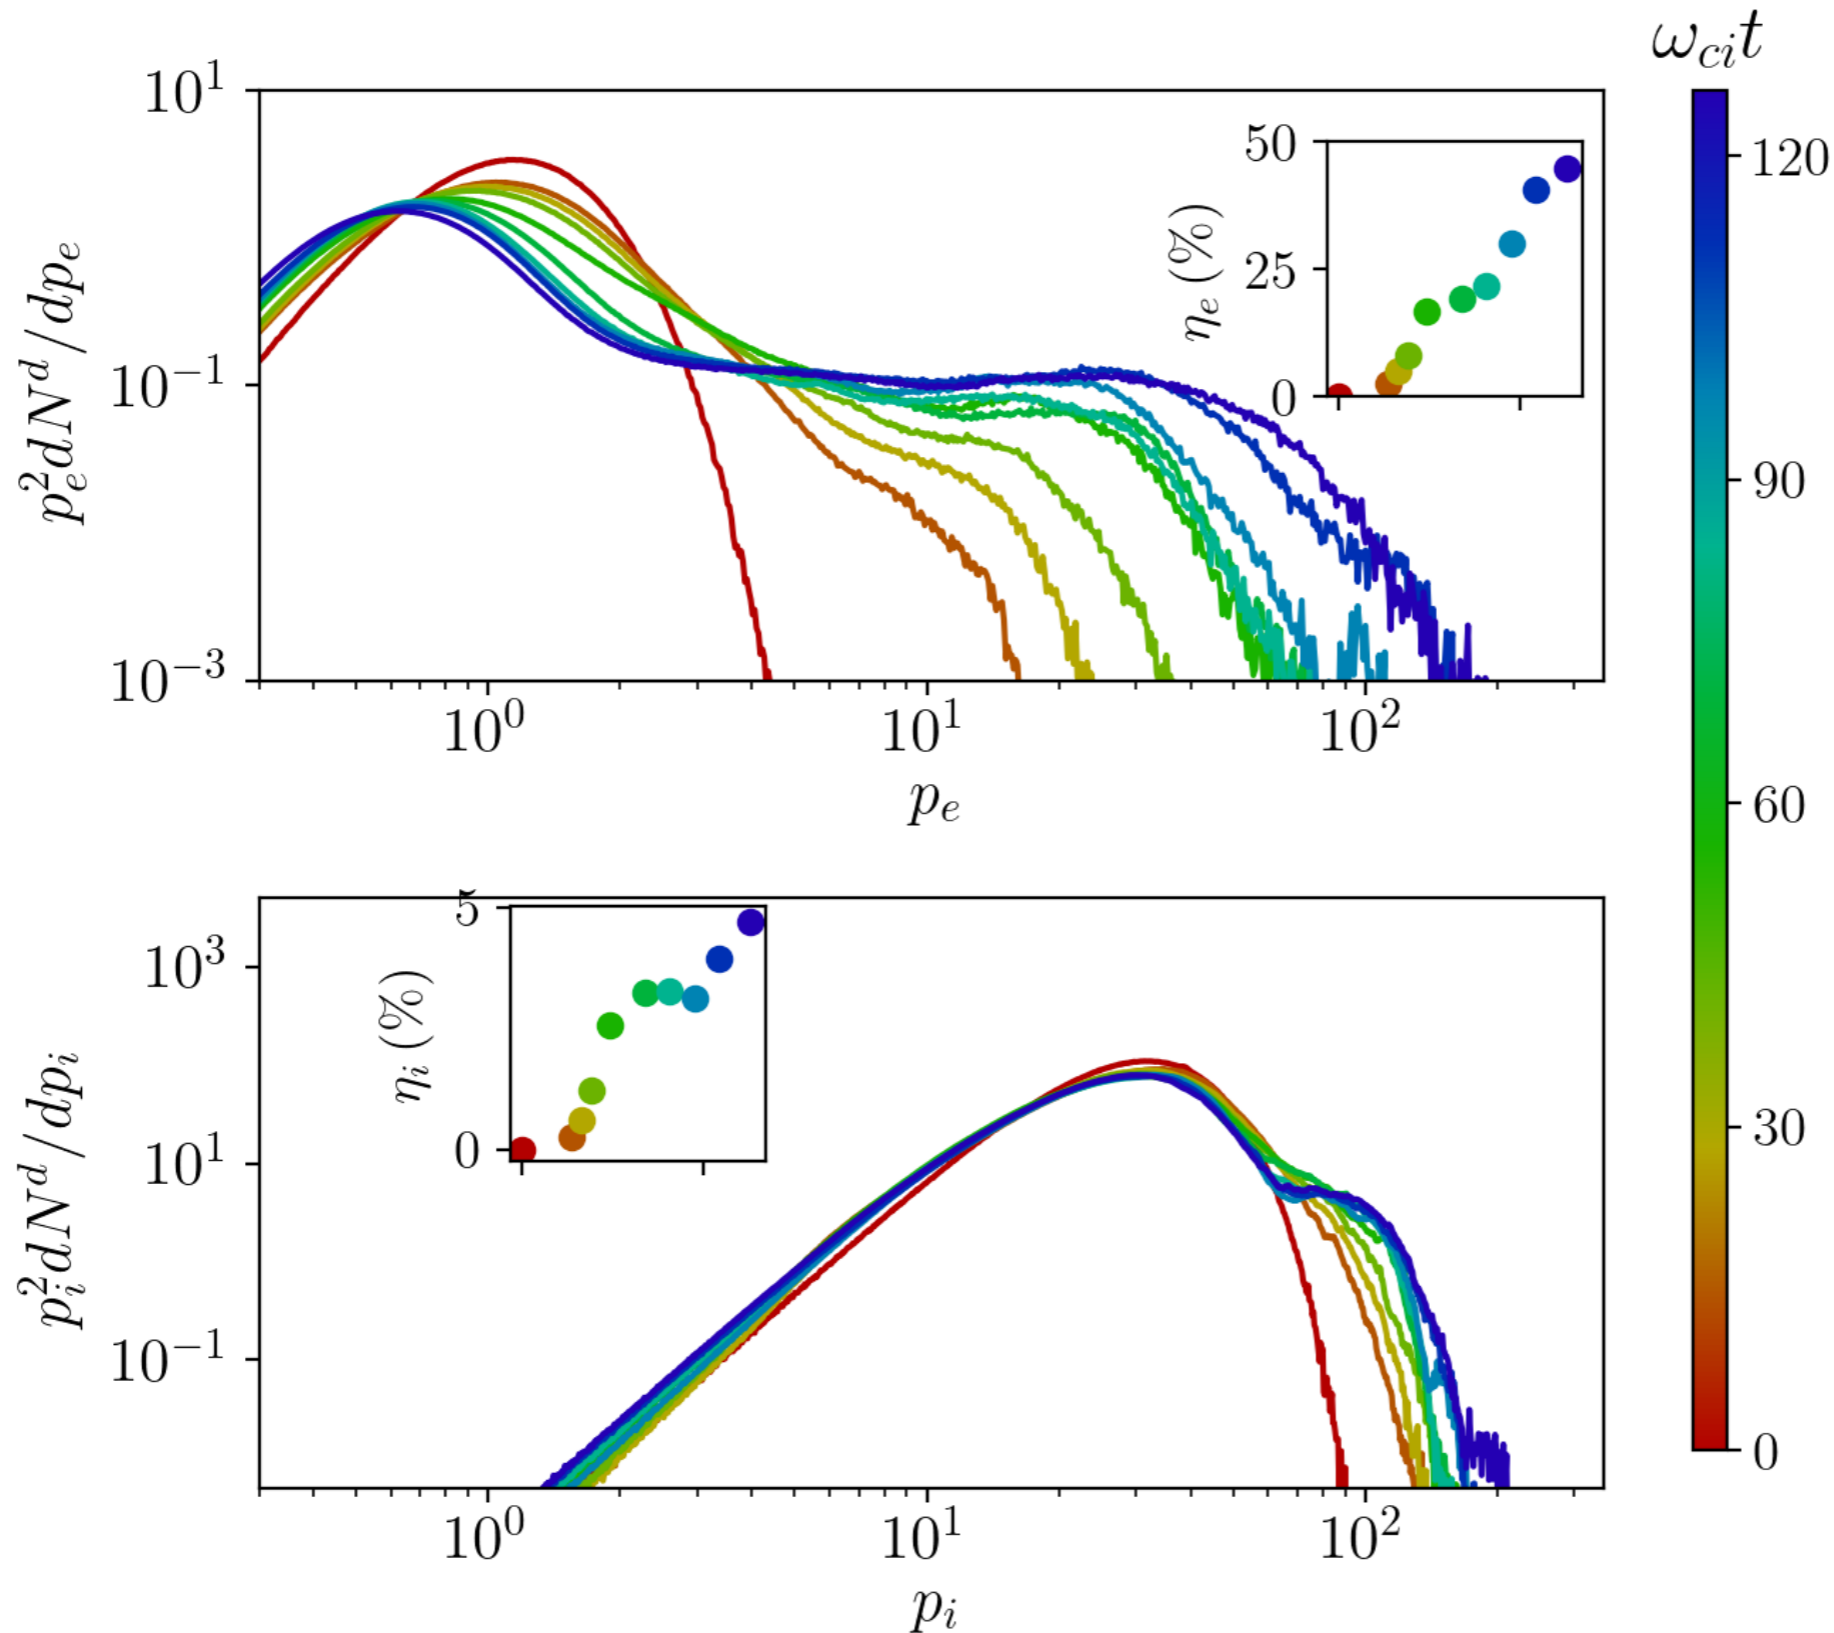 ω_{ci}t
10^1
10^{-1}
10^{-3}
p_e^2 dN^d/dp_e
50
25
0
η_e (%)
10^0 10^1 10^2
p_e
120
90
60
30
0
10^3
10^1
10^{-1}
p_i^2 dN^d/dp_i
5
0
η_i (%)
10^0 10^1 10^2
p_i